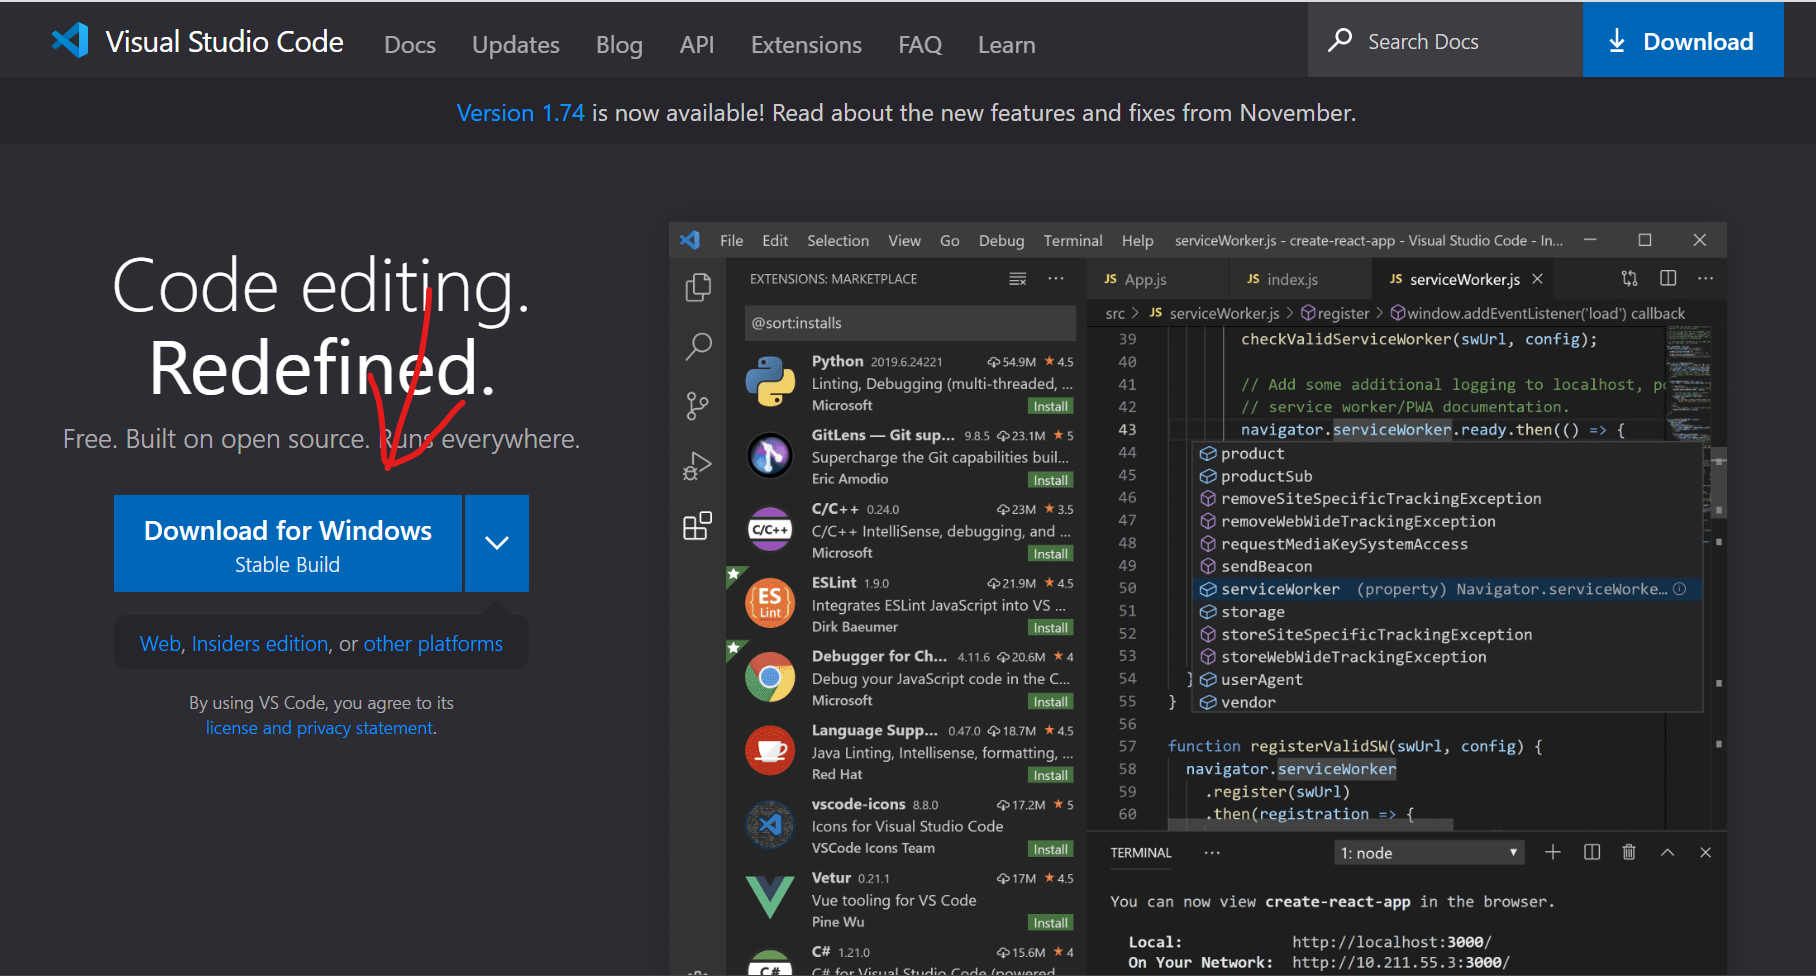 Visual Studio Code Docs Updates Blog API Extensions FAQ Learn Search Docs Download
Version 1.74 is now available! Read about the new features and fixes from November.
Code editing.
Redefined.
Free. Built on open source. Runs everywhere.
Download for Windows
Stable Build
Web, Insiders edition, or other platforms
By using VS Code, you agree to its
license and privacy statement.
File Edit Selection View Go Debug Terminal Help serviceWorker.js - create-react-app - Visual Studio Code - In...
EXTENSIONS: MARKETPLACE
@sort:installs
Python 2019.6.24221 54.9M ★ 4.5
Linting, Debugging (multi-threaded, ...
Microsoft Install
GitLens — Git sup... 9.8.5 23.1M ★ 5
Supercharge the Git capabilities buil...
Eric Amodio Install
C/C++
C/C++ 0.24.0 23M ★ 3.5
C/C++ IntelliSense, debugging, and ...
Microsoft Install
ES
Lint
ESLint 1.9.0 21.9M ★ 4.5
Integrates ESLint JavaScript into VS ...
Dirk Baeumer Install
Debugger for Ch... 4.11.6 20.6M ★ 4
Debug your JavaScript code in the C...
Microsoft Install
Language Supp... 0.47.0 18.7M ★ 4.5
Java Linting, Intellisense, formatting, ...
Red Hat Install
vscode-icons 8.8.0 17.2M ★ 5
Icons for Visual Studio Code
VSCode Icons Team Install
Vetur 0.21.1 17M ★ 4.5
Vue tooling for VS Code
Pine Wu Install
C#
C# 1.21.0 15.6M ★ 4
C# for Visual Studio Code (powered
JS App.js JS index.js JS serviceWorker.js
src > JS serviceWorker.js > register > window.addEventListener('load') callback
39 checkValidServiceWorker(swUrl, config);
40
41 // Add some additional logging to localhost, po
42 // service worker/PWA documentation.
43 navigator.serviceWorker.ready.then(() => {
44 product
45 productSub
46 removeSiteSpecificTrackingException
47 removeWebWideTrackingException
48 requestMediaKeySystemAccess
49 sendBeacon
50 serviceWorker (property) Navigator.serviceWorke...
51 storage
52 storeSiteSpecificTrackingException
53 storeWebWideTrackingException
54 } userAgent
55 } vendor
56
57 function registerValidSW(swUrl, config) {
58 navigator.serviceWorker
59 .register(swUrl)
60 .then(registration => {
TERMINAL ... 1: node
You can now view create-react-app in the browser.
Local: http://localhost:3000/
On Your Network: http://10.211.55.3:3000/